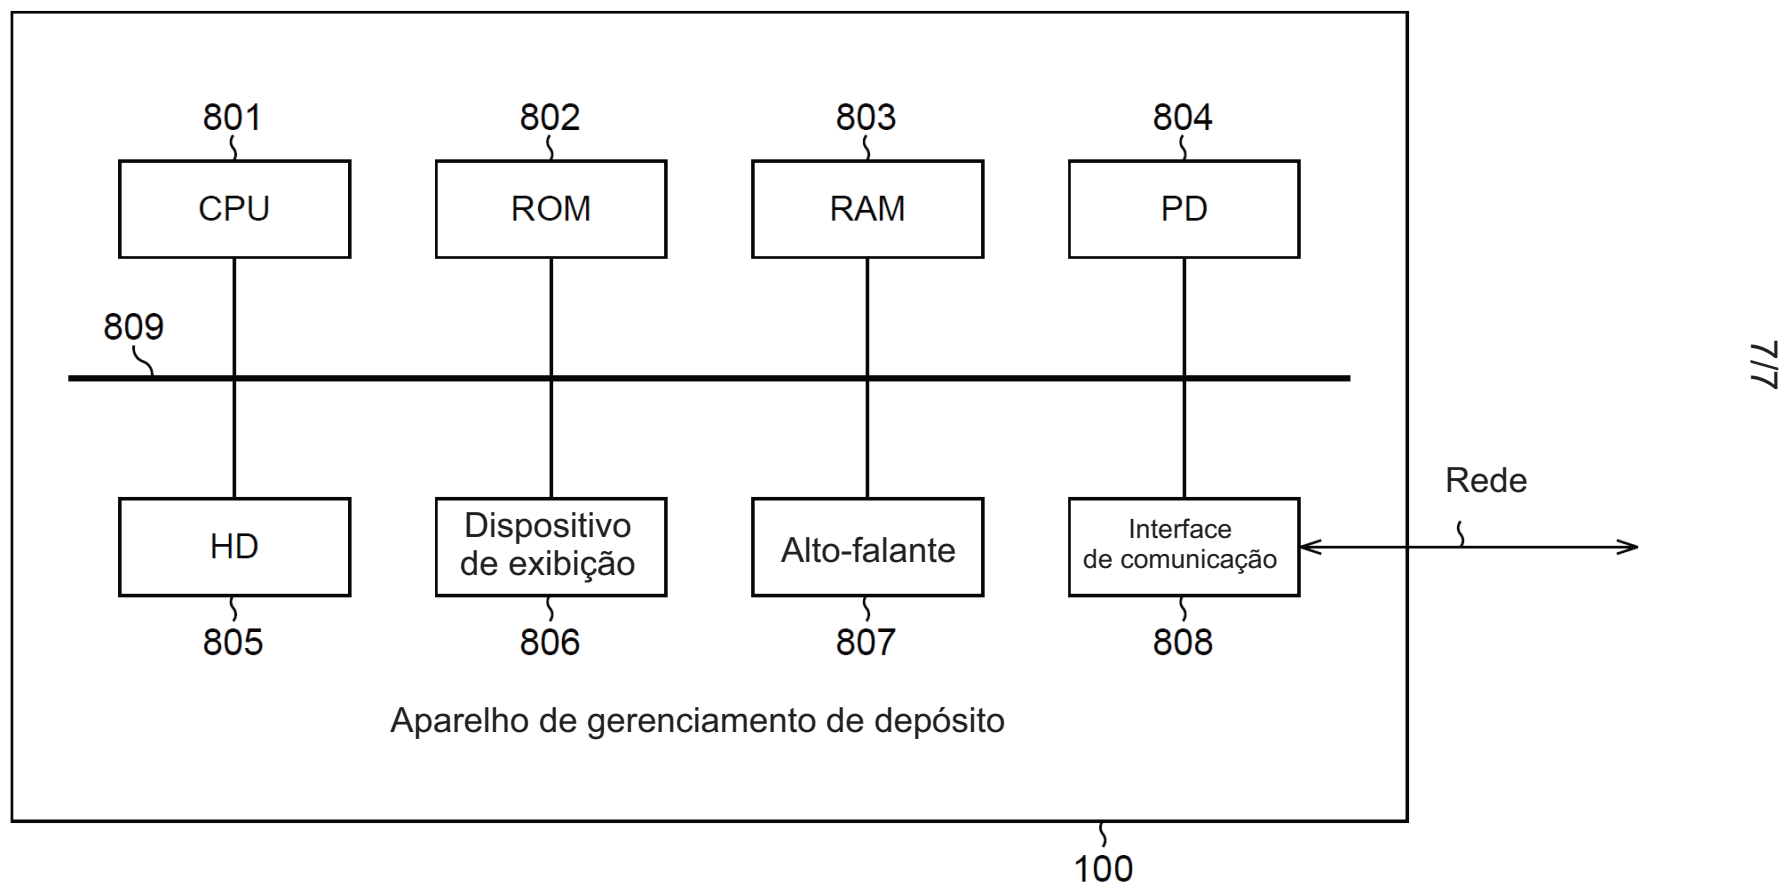 801 802 803 804
CPU ROM RAM PD
809
7/7
Rede
HD
Dispositivo
de exibição
Alto-falante
Interface
de comunicação
805 806 807 808
Aparelho de gerenciamento de depósito
100